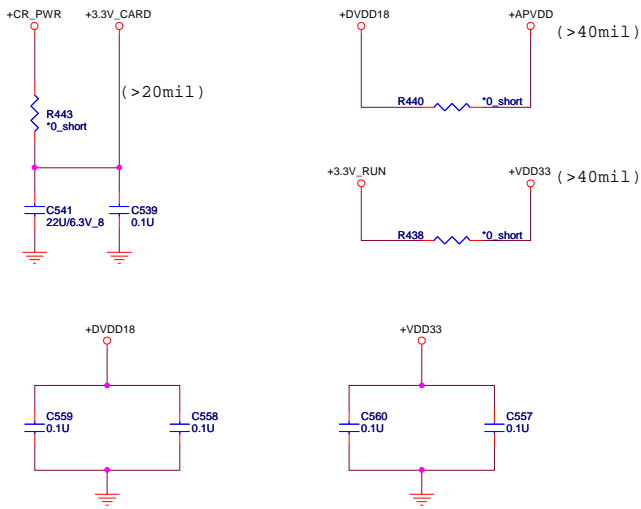 +CR_PWR
+3.3V_CARD
(>20mil)
R443
*0_short
C541
22U/6.3V_8
C539
0.1U
+DVDD18
+APVDD
(>40mil)
R440
*0_short
+3.3V_RUN
+VDD33
(>40mil)
R438
*0_short
+DVDD18
C559
0.1U
C558
0.1U
+VDD33
C560
0.1U
C557
0.1U